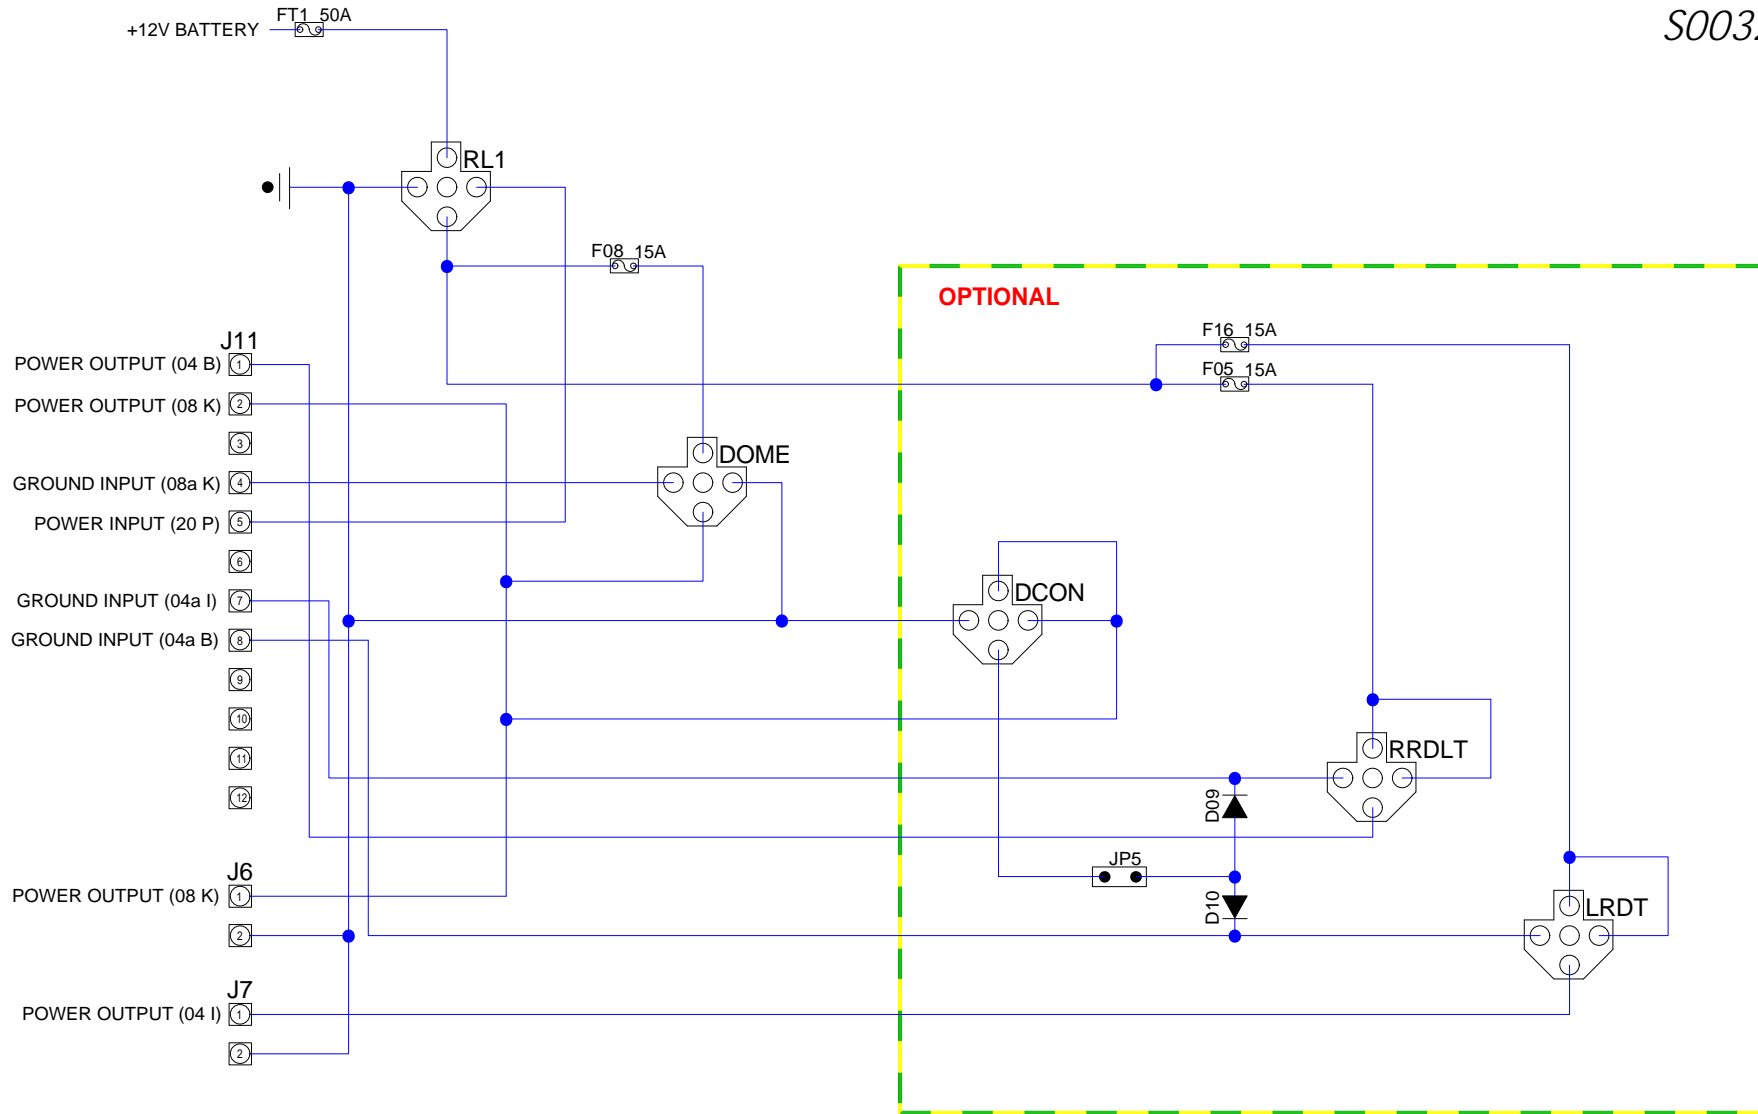 FT1 50A
+12V BATTERY
RL1
F08 15A
OPTIONAL
F16 15A
F05 15A
J11
POWER OUTPUT (04 B) 1
POWER OUTPUT (08 K) 2
3
GROUND INPUT (08a K) 4
POWER INPUT (20 P) 5
6
GROUND INPUT (04a I) 7
GROUND INPUT (04a B) 8
9
10
11
12
DOME
DCON
RRDLT
D09
JP5
D10
LRDT
J6
POWER OUTPUT (08 K) 1
2
J7
POWER OUTPUT (04 I) 1
2